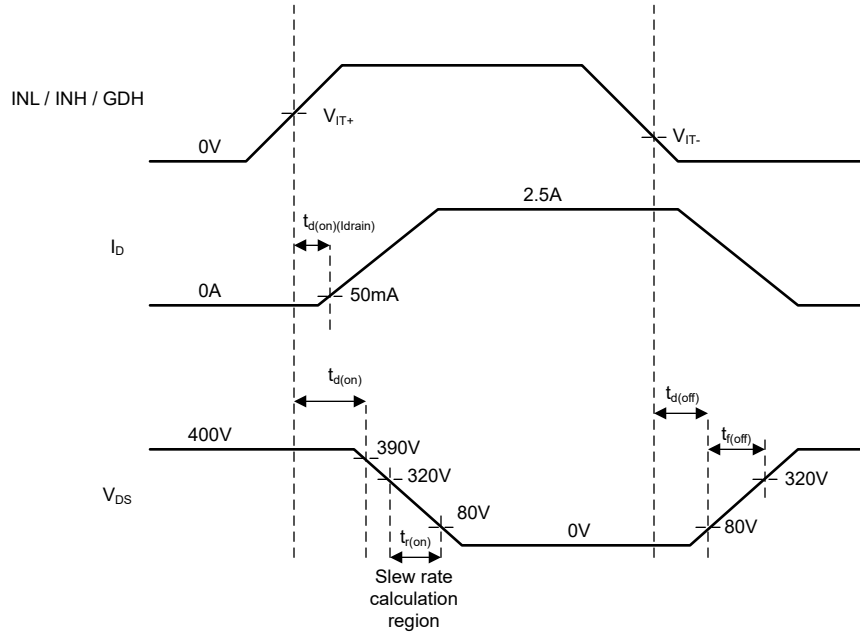 INL / INH / GDH
V_IT+
V_IT-
0V
2.5A
t_d(on)(Idrain)
I_D
0A
50mA
t_d(on)
t_d(off)
t_f(off)
400V
390V
320V
320V
V_DS
80V
0V
80V
t_r(on)
Slew rate
calculation
region